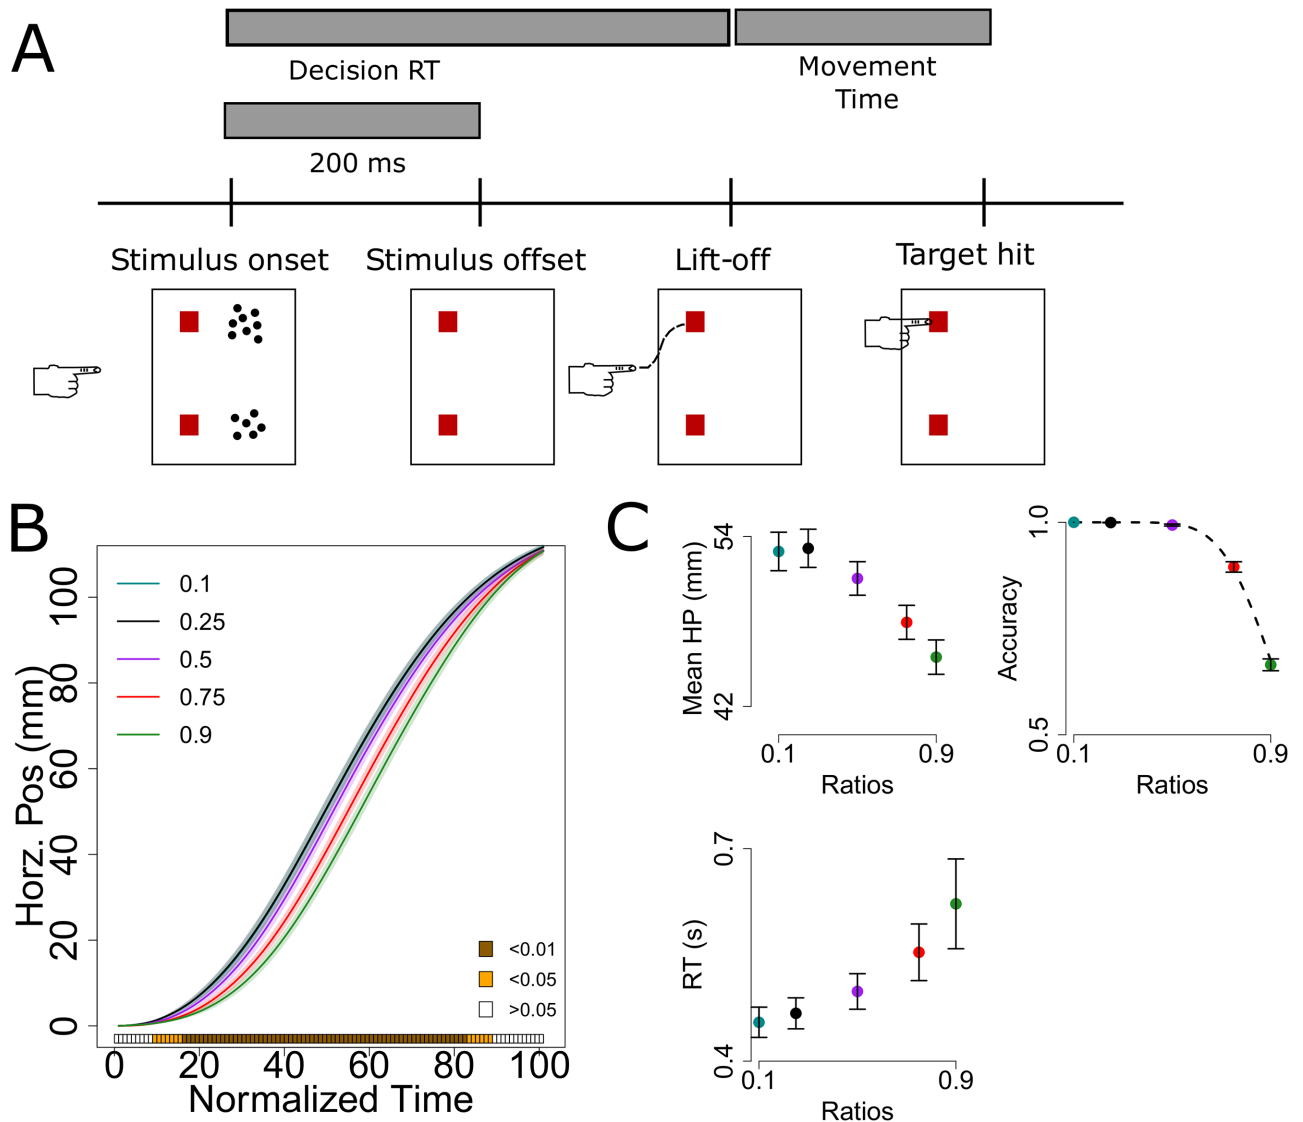 A
Decision RT
Movement
Time
200 ms
Stimulus onset
Stimulus offset
Lift-off
Target hit
B
0.1
0.25
0.5
0.75
0.9
<0.01
<0.05
>0.05
Horz. Pos (mm)
0
20
40
60
80
100
0 20 40 60 80 100
Normalized Time
C
Mean HP (mm)
54
42
0.1 0.9
Ratios
Accuracy
1.0
0.5
0.1 0.9
Ratios
RT (s)
0.7
0.4
0.1 0.9
Ratios